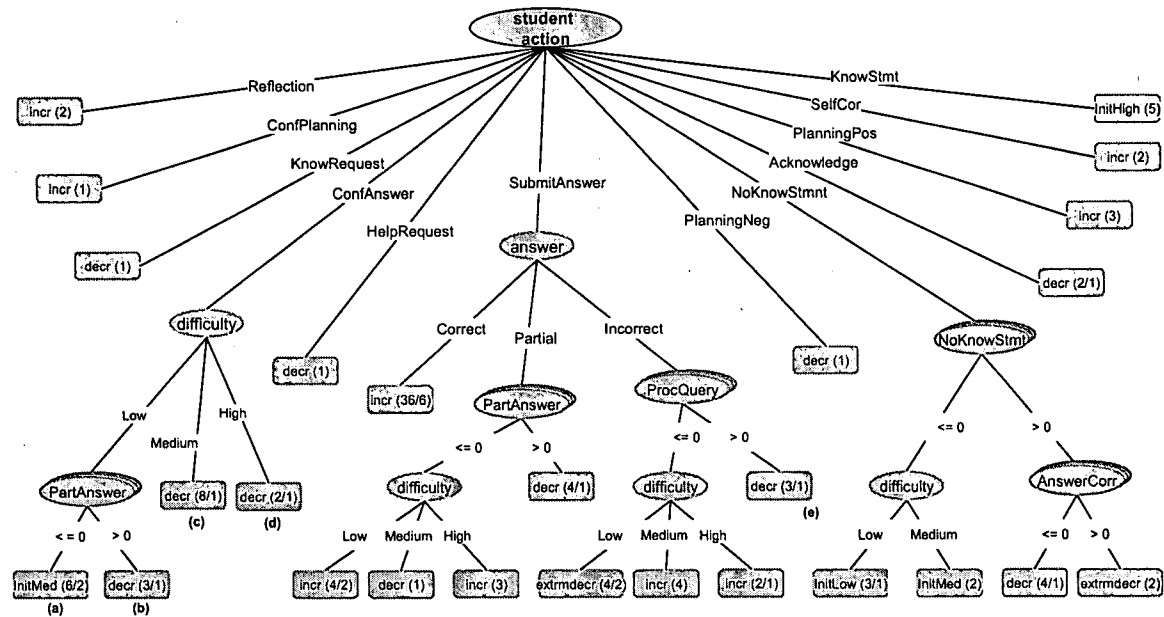 student
action
Reflection
KnowStmt
incr (2)
InitHigh (5)
SelfCor
ConfPlanning
PlanningPos
incr (2)
KnowRequest
Acknowledge
incr (1)
SubmitAnswer
ConfAnswer
NoKnowStmnt
incr (3)
PlanningNeg
HelpRequest
answer
decr (1)
decr (2/1)
difficulty
Correct
Partial
Incorrect
NoKnowStmt
decr (1)
decr (1)
incr (36/6)
PartAnswer
ProcQuery
Low
Medium
High
<= 0
> 0
<= 0
> 0
<= 0
> 0
PartAnswer
decr (8/1)
decr (2/1)
difficulty
decr (4/1)
difficulty
decr (3/1)
difficulty
AnswerCorr
(c)
(d)
(e)
<= 0
> 0
Low
Medium
High
Low
Medium
High
Low
Medium
<= 0
> 0
InitMed (6/2)
decr (3/1)
incr (4/2)
decr (1)
incr (3)
extrmdecr (4/2)
incr (4)
incr (2/1)
InitLow (3/1)
InitMed (2)
decr (4/1)
extrmdecr (2)
(a)
(b)